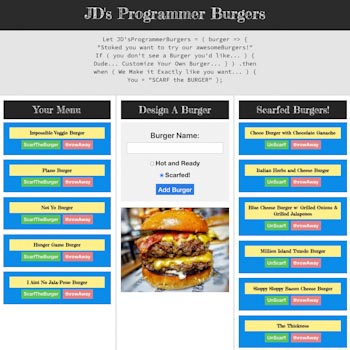 JD's Programmer Burgers
Let JD'sProgrammerBurgers = ( burger => {
"Stoked you want to try our awesomeBurgers!"
If ( you don't see a Burger you'd like... ) {
Dude... Customize Your Own Burger... } ) .then
when ( We Make it Exactly like you want... ) {
You = "SCARF the BURGER" };
Your Menu
Impossible Veggie Burger
ScarfTheBurger throwAway
Plane Burger
ScarfTheBurger throwAway
Not Yo Burger
ScarfTheBurger throwAway
Hunger Game Burger
ScarfTheBurger throwAway
I Aint No Jala-Pose Burger
ScarfTheBurger throwAway
Design A Burger
Burger Name:
Hot and Ready
Scarfed!
Add Burger
Scarfed Burgers!
Choco Burger with Chocolate Ganache
UnScarf throwAway
Italian Herbs and Cheese Burger
UnScarf throwAway
Blue Cheese Burger w/ Grilled Onions &
Grilled Jalapenos
UnScarf throwAway
Million Island Tuxedo Burger
UnScarf throwAway
Sloppy Sloppy Bacon Cheese Burger
UnScarf throwAway
The Thickness
UnScarf throwAway